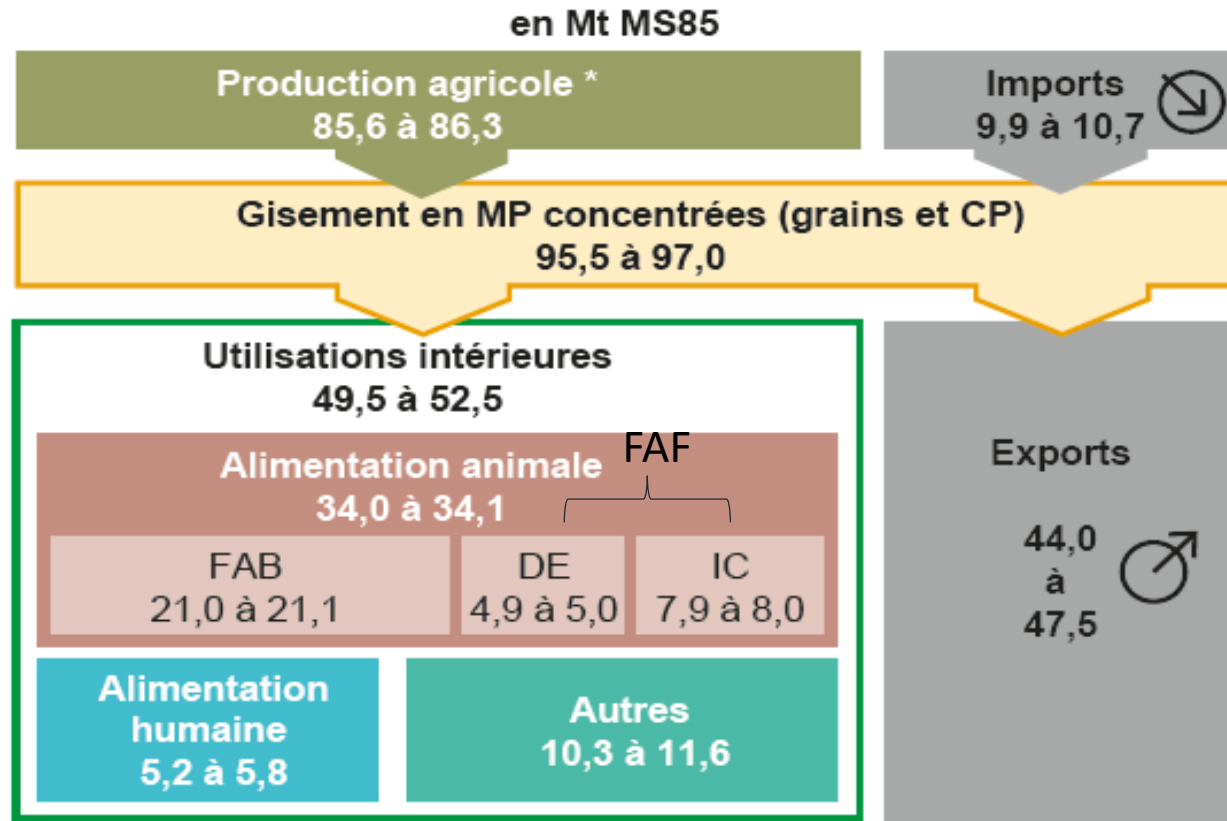 en Mt MS85
Production agricole *
85,6 à 86,3
Imports
9,9 à 10,7
Gisement en MP concentrées (grains et CP)
95,5 à 97,0
Utilisations intérieures
49,5 à 52,5
FAF
Alimentation animale
34,0 à 34,1
FAB
21,0 à 21,1
DE
4,9 à 5,0
IC
7,9 à 8,0
Alimentation
humaine
5,2 à 5,8
Autres
10,3 à 11,6
Exports
44,0
à
47,5